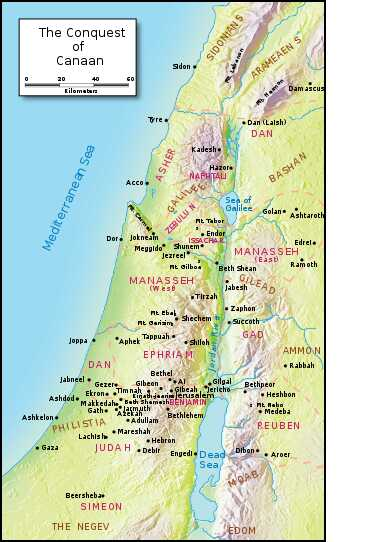 The Conquest
of
Canaan
0 20 40 60
Kilometers
SIDONIANS
Mt. Lebanon
ARAMEAENS
Mt. Hermon
Sidon
Damascus
Tyre
Dan (Laish)
DAN
Kadesh
ASHER
Hazor
NAPHTALI
BASHAN
Mediterranean Sea
Acco
GALILEE
Sea of
Galilee
ZEBULUN
Mt. Carmel
Mt. Tabor
Golan
Ashtaroth
Endor
Dor
Jokneam
ISSACHAR
Megiddo
Shunem
Edrei
Jezreel
MANASSEH
(East)
Mt. Gilboa
Beth Shean
Ramoth
MANASSEH
(West)
Jabesh
GILEAD
Tirzah
Zaphon
Mt. Ebal
Shechem
Succoth
Mt. Gerizim
Jordan River
Tappuah
GAD
Joppa
Aphek
Shiloh
EPHRIAM
AMMON
DAN
Bethel
Rabbah
Jabneel
Gezer
Gibeon
Ai
Gilgal
Timnah
Gibeah
Jericho
Bethpeor
Ekron
Kiriath-jearim
Jerusalem
Heshbon
Ashdod
Makkedah
Beth Shemesh
BENJAMIN
Mt. Nebo
Gath
Jarmuth
Medeba
Azekah
Bethlehem
Ashkelon
Adullam
PHILISTIA
Mareshah
REUBEN
Lachish
Hebron
Gaza
JUDAH
Debir
Engedi
Dead
Sea
Dibon
Aroer
MOAB
Beersheba
SIMEON
THE NEGEV
EDOM